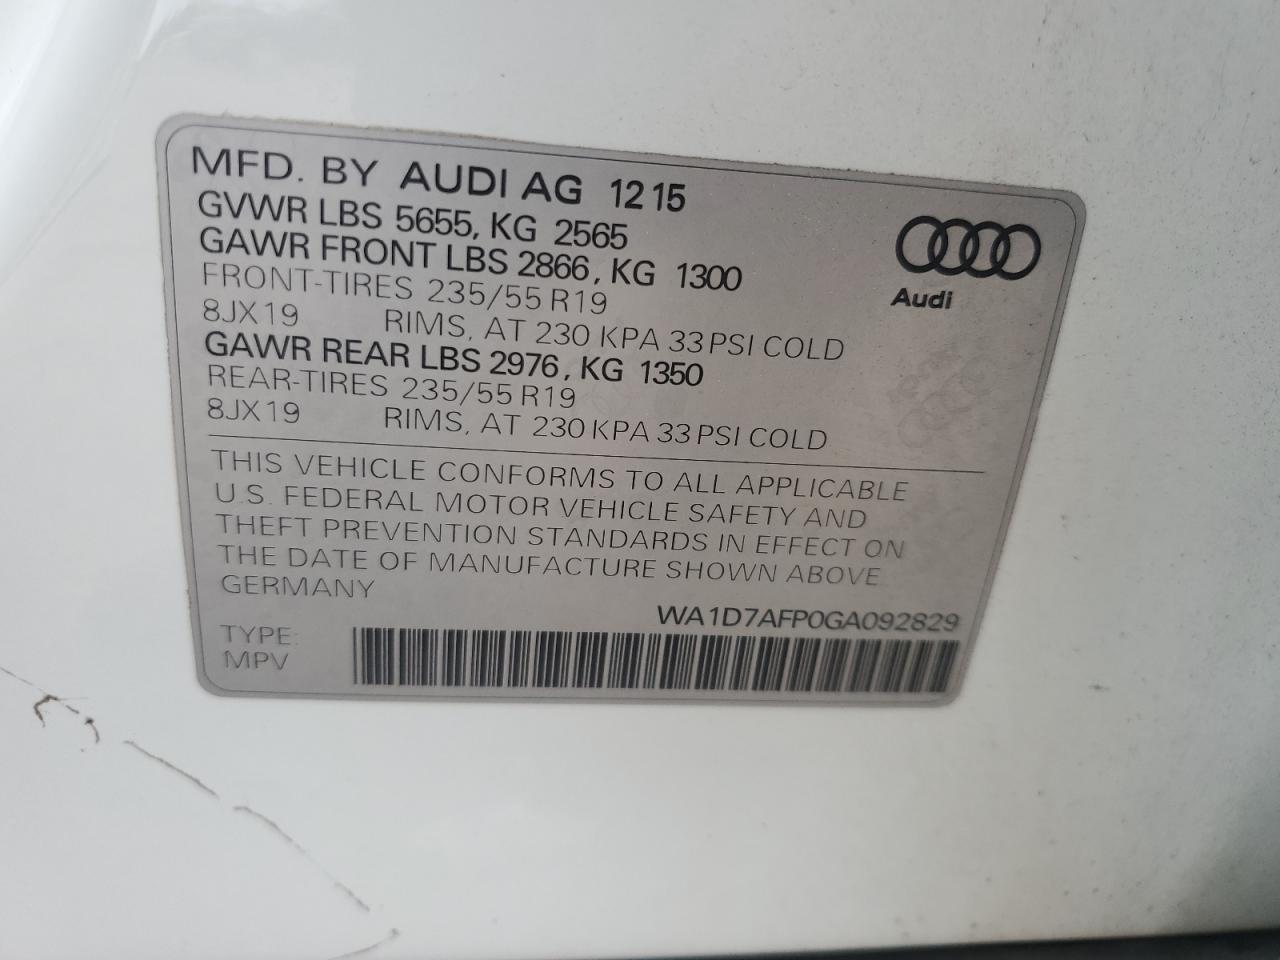 MFD. BY AUDI AG 12 15
GVWR LBS 5655, KG 2565
GAWR FRONT LBS 2866, KG 1300
FRONT-TIRES 235/55 R19
8JX19 RIMS, AT 230 KPA 33 PSI COLD
GAWR REAR LBS 2976, KG 1350
REAR-TIRES 235/55 R19
8JX19 RIMS, AT 230 KPA 33 PSI COLD
Audi
THIS VEHICLE CONFORMS TO ALL APPLICABLE
U.S. FEDERAL MOTOR VEHICLE SAFETY AND
THEFT PREVENTION STANDARDS IN EFFECT ON
THE DATE OF MANUFACTURE SHOWN ABOVE
GERMANY
WA1D7AFP0GA092829
TYPE:
MPV